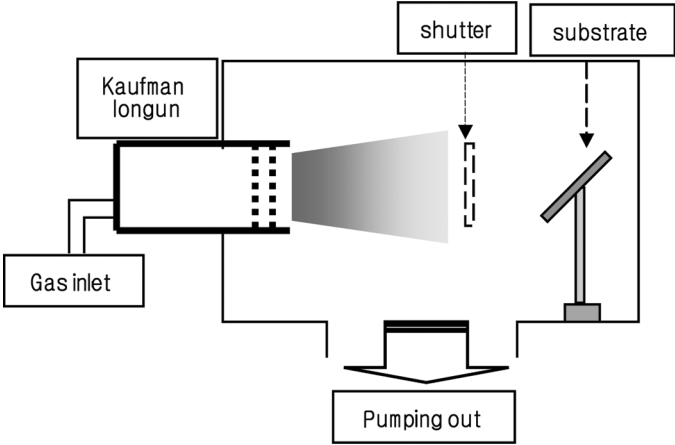 shutter
substrate
Kaufman
Iongun
Gas inlet
Pumping out